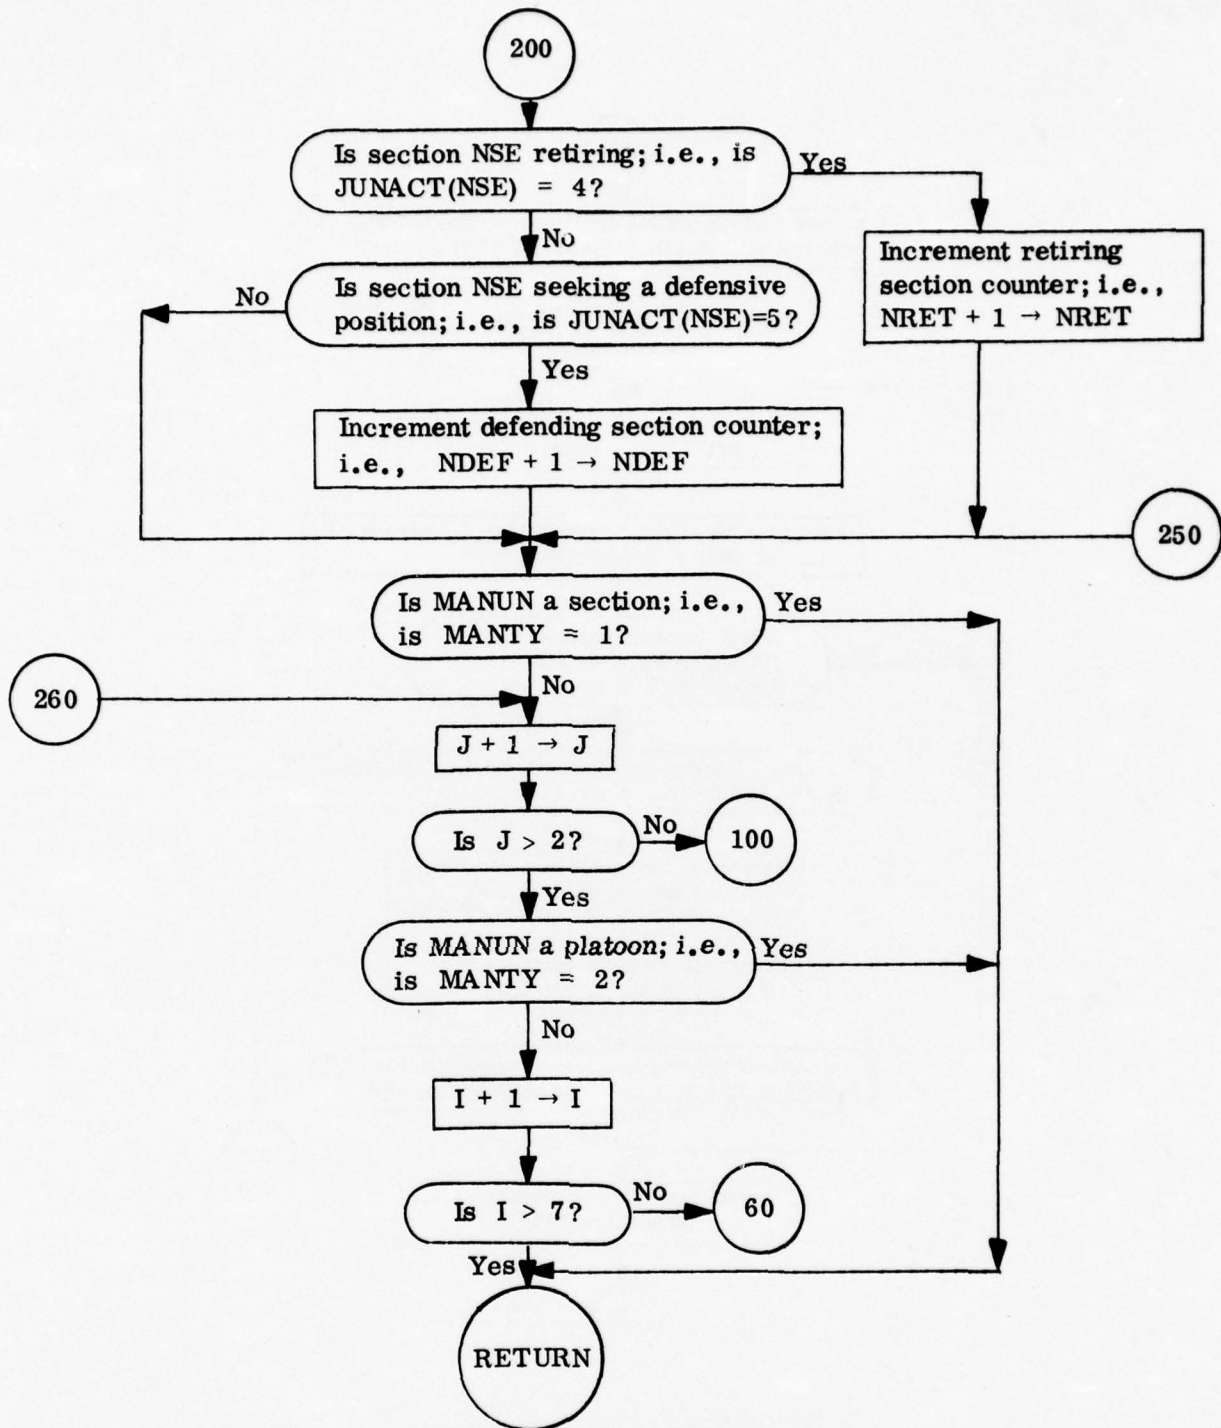 200
Is section NSE retiring; i.e., is
JUNACT(NSE) = 4?
Yes
No
Increment retiring
section counter; i.e.,
NRET + 1 → NRET
Is section NSE seeking a defensive
position; i.e., is JUNACT(NSE)=5?
No
Yes
Increment defending section counter;
i.e., NDEF + 1 → NDEF
250
Is MANUN a section; i.e.,
is MANTY = 1?
Yes
No
260
J + 1 → J
Is J > 2?
No
100
Yes
Is MANUN a platoon; i.e.,
is MANTY = 2?
Yes
No
I + 1 → I
Is I > 7?
No
60
Yes
RETURN